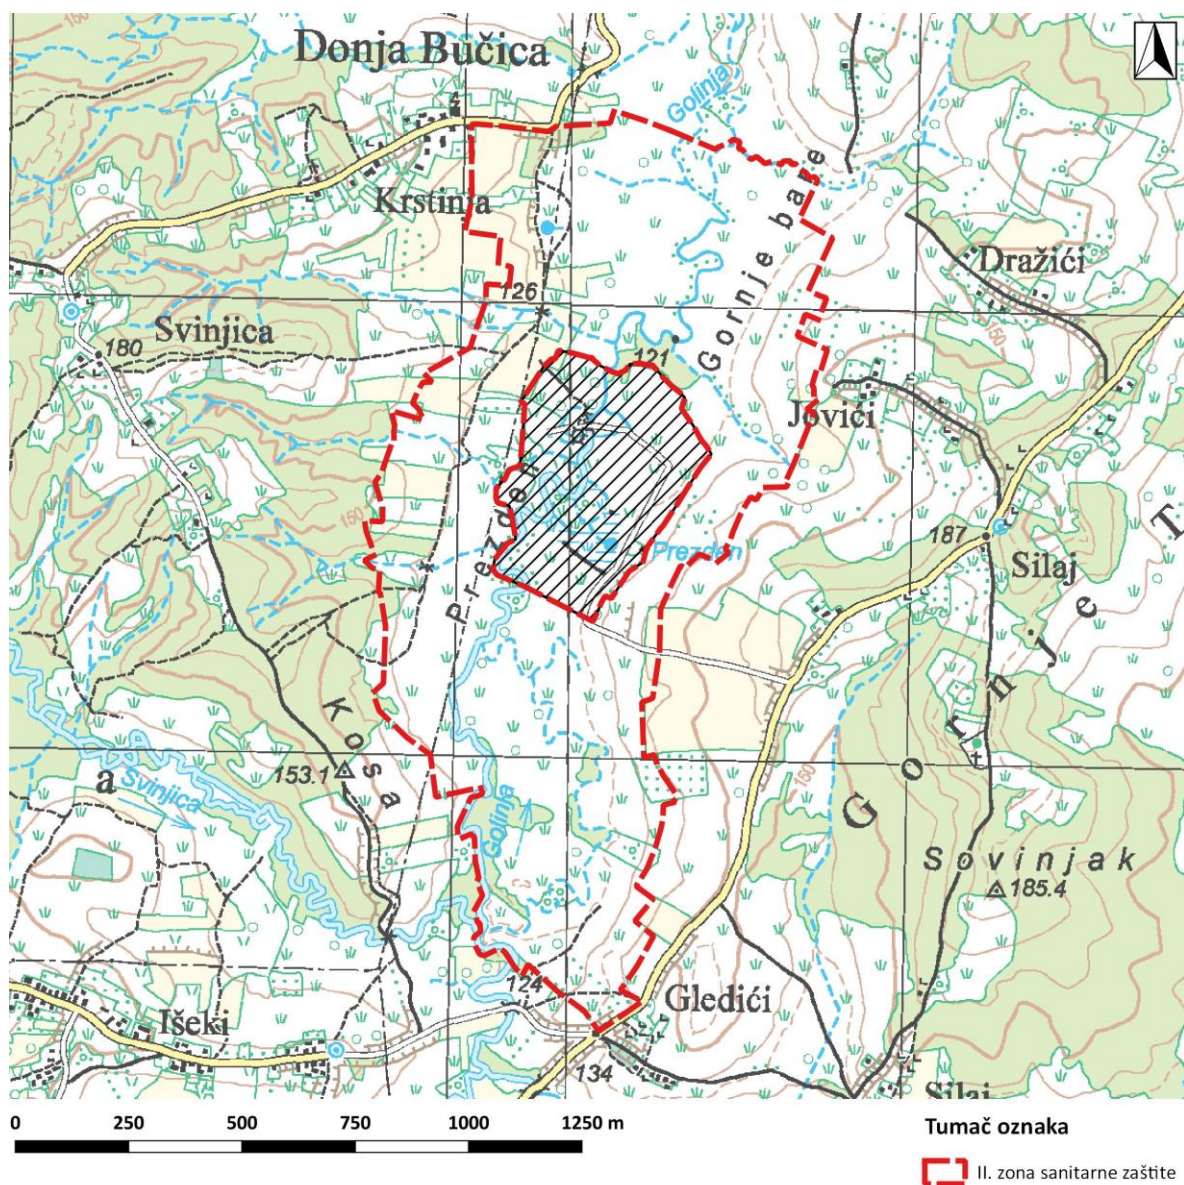 150
Donja Bučica
Golinja
Krstinja
Gornje bare
Dražići
126
150
Svinjica
180
121
Jovići
Prezdan
150
Prezdan
187
Silaj
Gornje T
Kosa
153.1
a
Svinjica
Golinja
150
Sovinjak
185.4
124
Gledići
Išeki
134
Silaj
0 250 500 750 1000 1250 m
Tumač oznaka
II. zona sanitarne zaštite